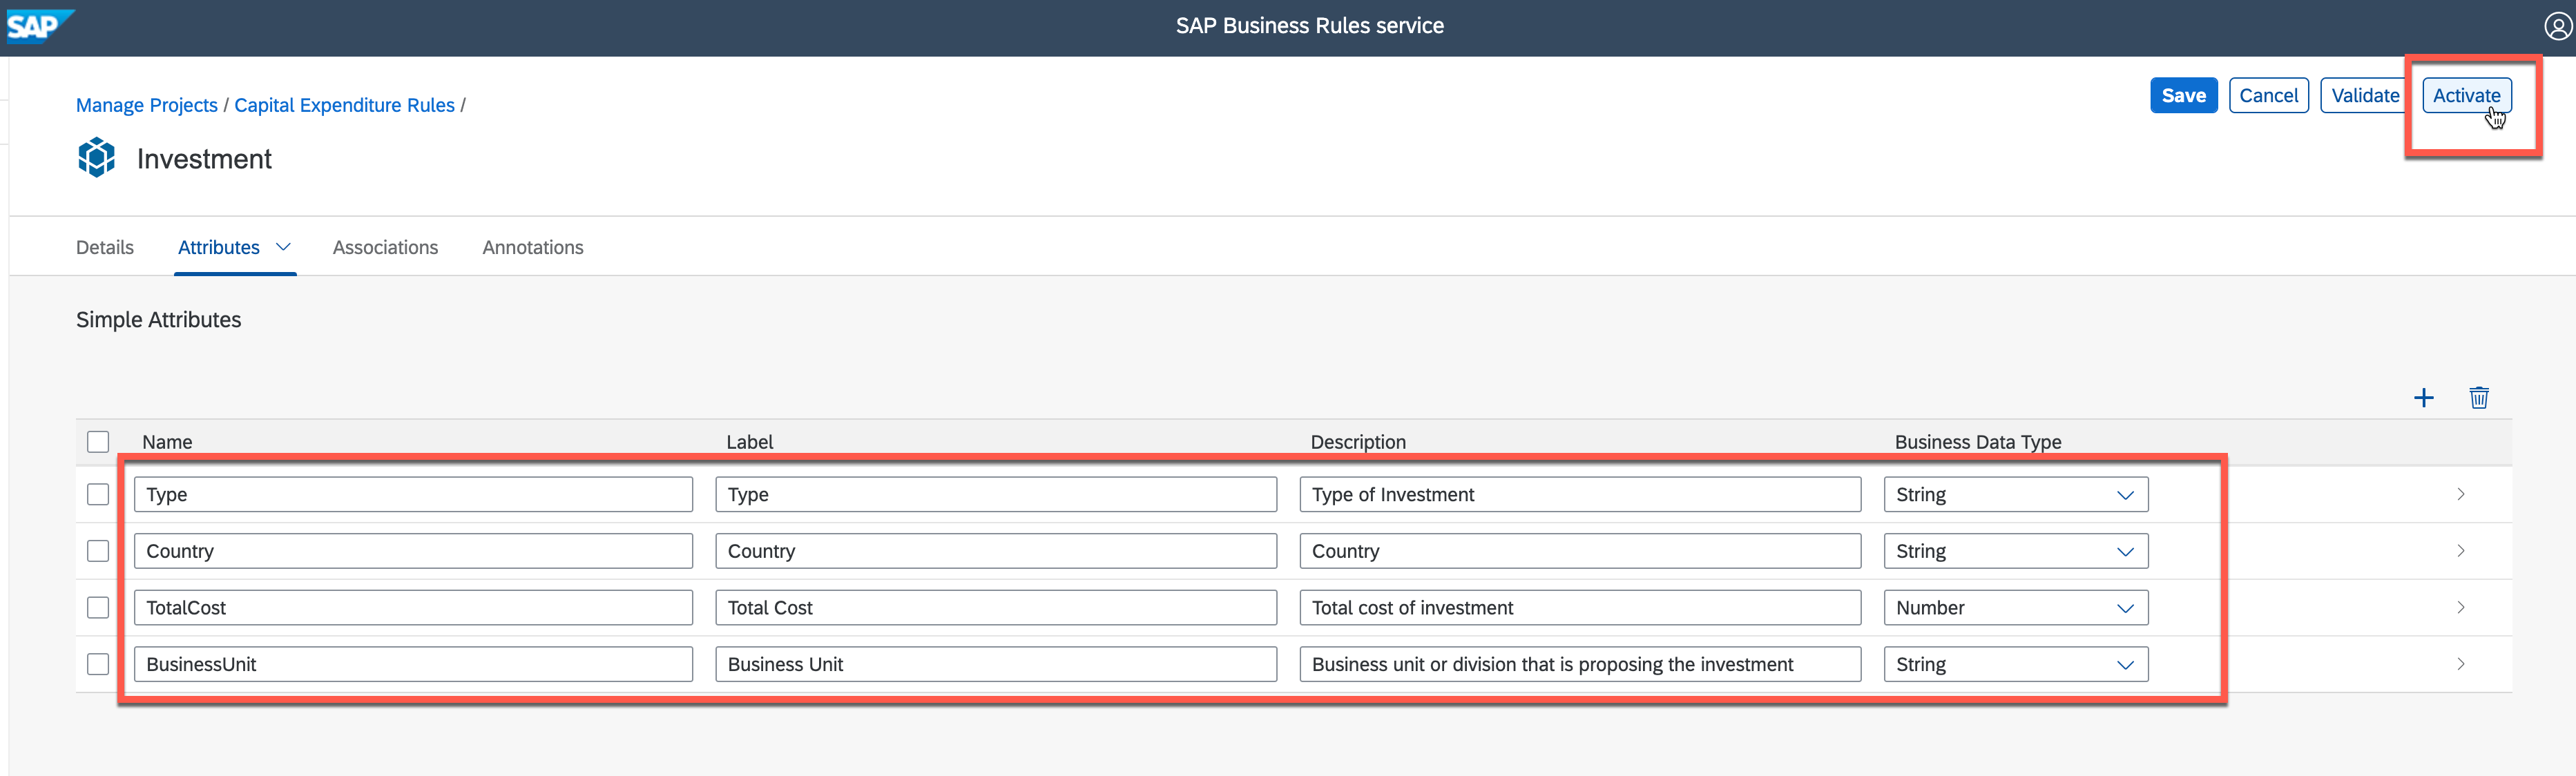 SAP
SAP Business Rules service
Manage Projects / Capital Expenditure Rules /
Save Cancel Validate Activate
Investment
Details Attributes Associations Annotations
Simple Attributes
Name Label Description Business Data Type
Type Type Type of Investment String
Country Country Country String
TotalCost Total Cost Total cost of investment Number
BusinessUnit Business Unit Business unit or division that is proposing the investment String